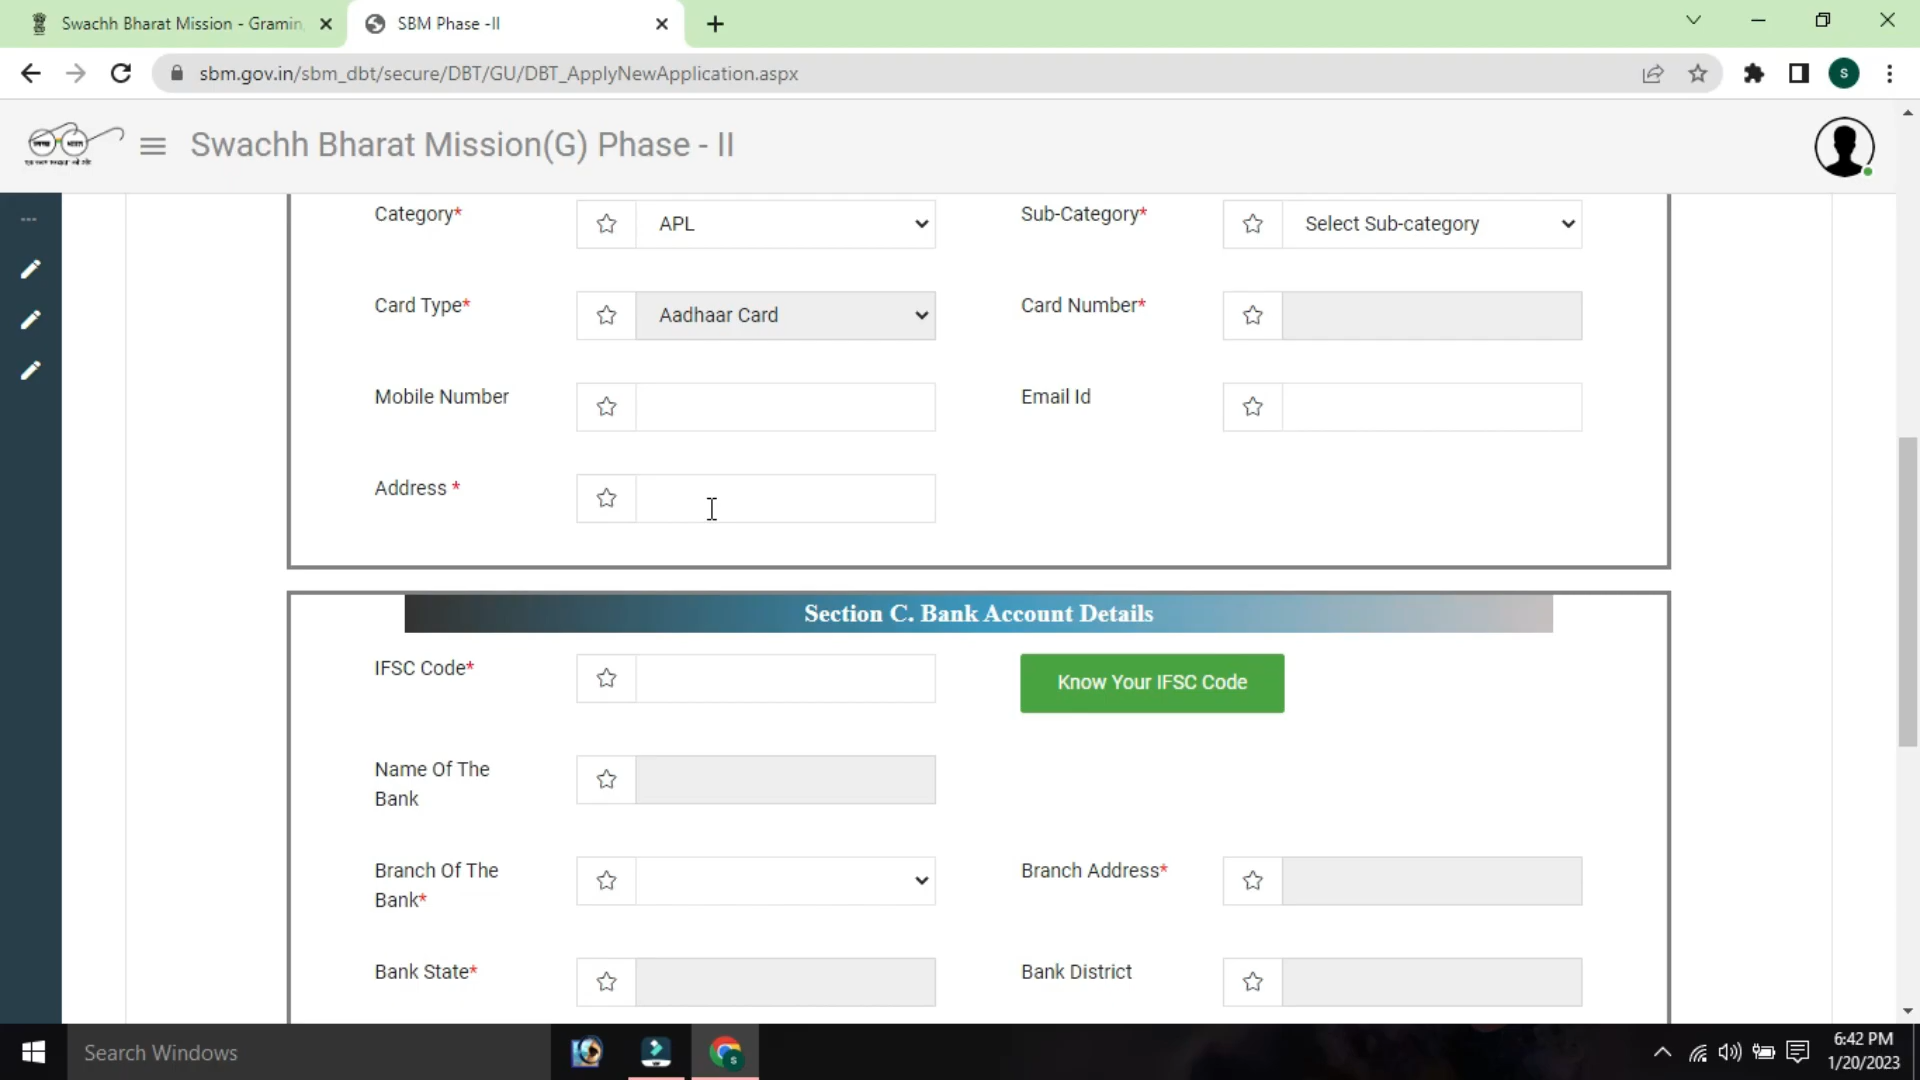 Swachh Bharat Mission - Gramin
SBM Phase -II
sbm.gov.in/sbm_dbt/secure/DBT/GU/DBT_ApplyNewApplication.aspx
S
Swachh Bharat Mission(G) Phase - II
स्वच्छ भारत
Category*
APL
Sub-Category*
Select Sub-category
Card Type*
Aadhaar Card
Card Number*
Mobile Number
Email Id
Address *
Section C. Bank Account Details
IFSC Code*
Know Your IFSC Code
Name Of The
Bank
Branch Of The
Bank*
Branch Address*
Bank State*
Bank District
Search Windows
S
6:42 PM
1/20/2023